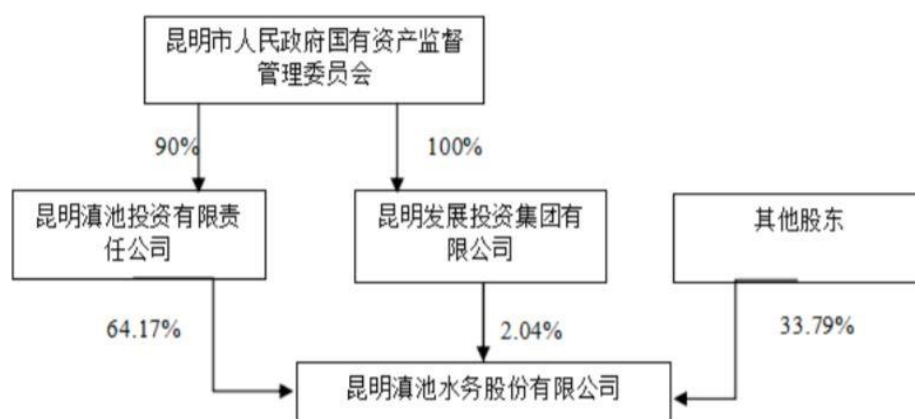 昆明市人民政府国有资产监督
管理委员会
90%
100%
昆明滇池投资有限责
任公司
昆明发展投资集团有
限公司
其他股东
64.17%
2.04%
33.79%
昆明滇池水务股份有限公司